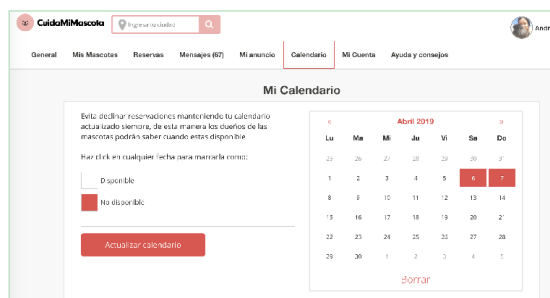 CuidaMiMascota
Ingresa tu ciudad
Andr
General Mis Mascotas Reservas Mensajes (67) Mi anuncio Calendario Mi Cuenta Ayuda y consejos
Mi Calendario
Evita declinar reservaciones manteniendo tu calendario
actualizado siempre, de esta manera los dueños de las
mascotas podrán saber cuando estas disponible.
Haz click en cualquier fecha para marcarla como:
Disponible
No disponible
Actualizar calendario
« Abril 2019 »
Lu Ma Mi Ju Vi Sa Do
25 26 27 28 29 30 31
1 2 3 4 5 6 7
8 9 10 11 12 13 14
15 16 17 18 19 20 21
22 23 24 25 26 27 28
29 30 1 2 3 4 5
Borrar